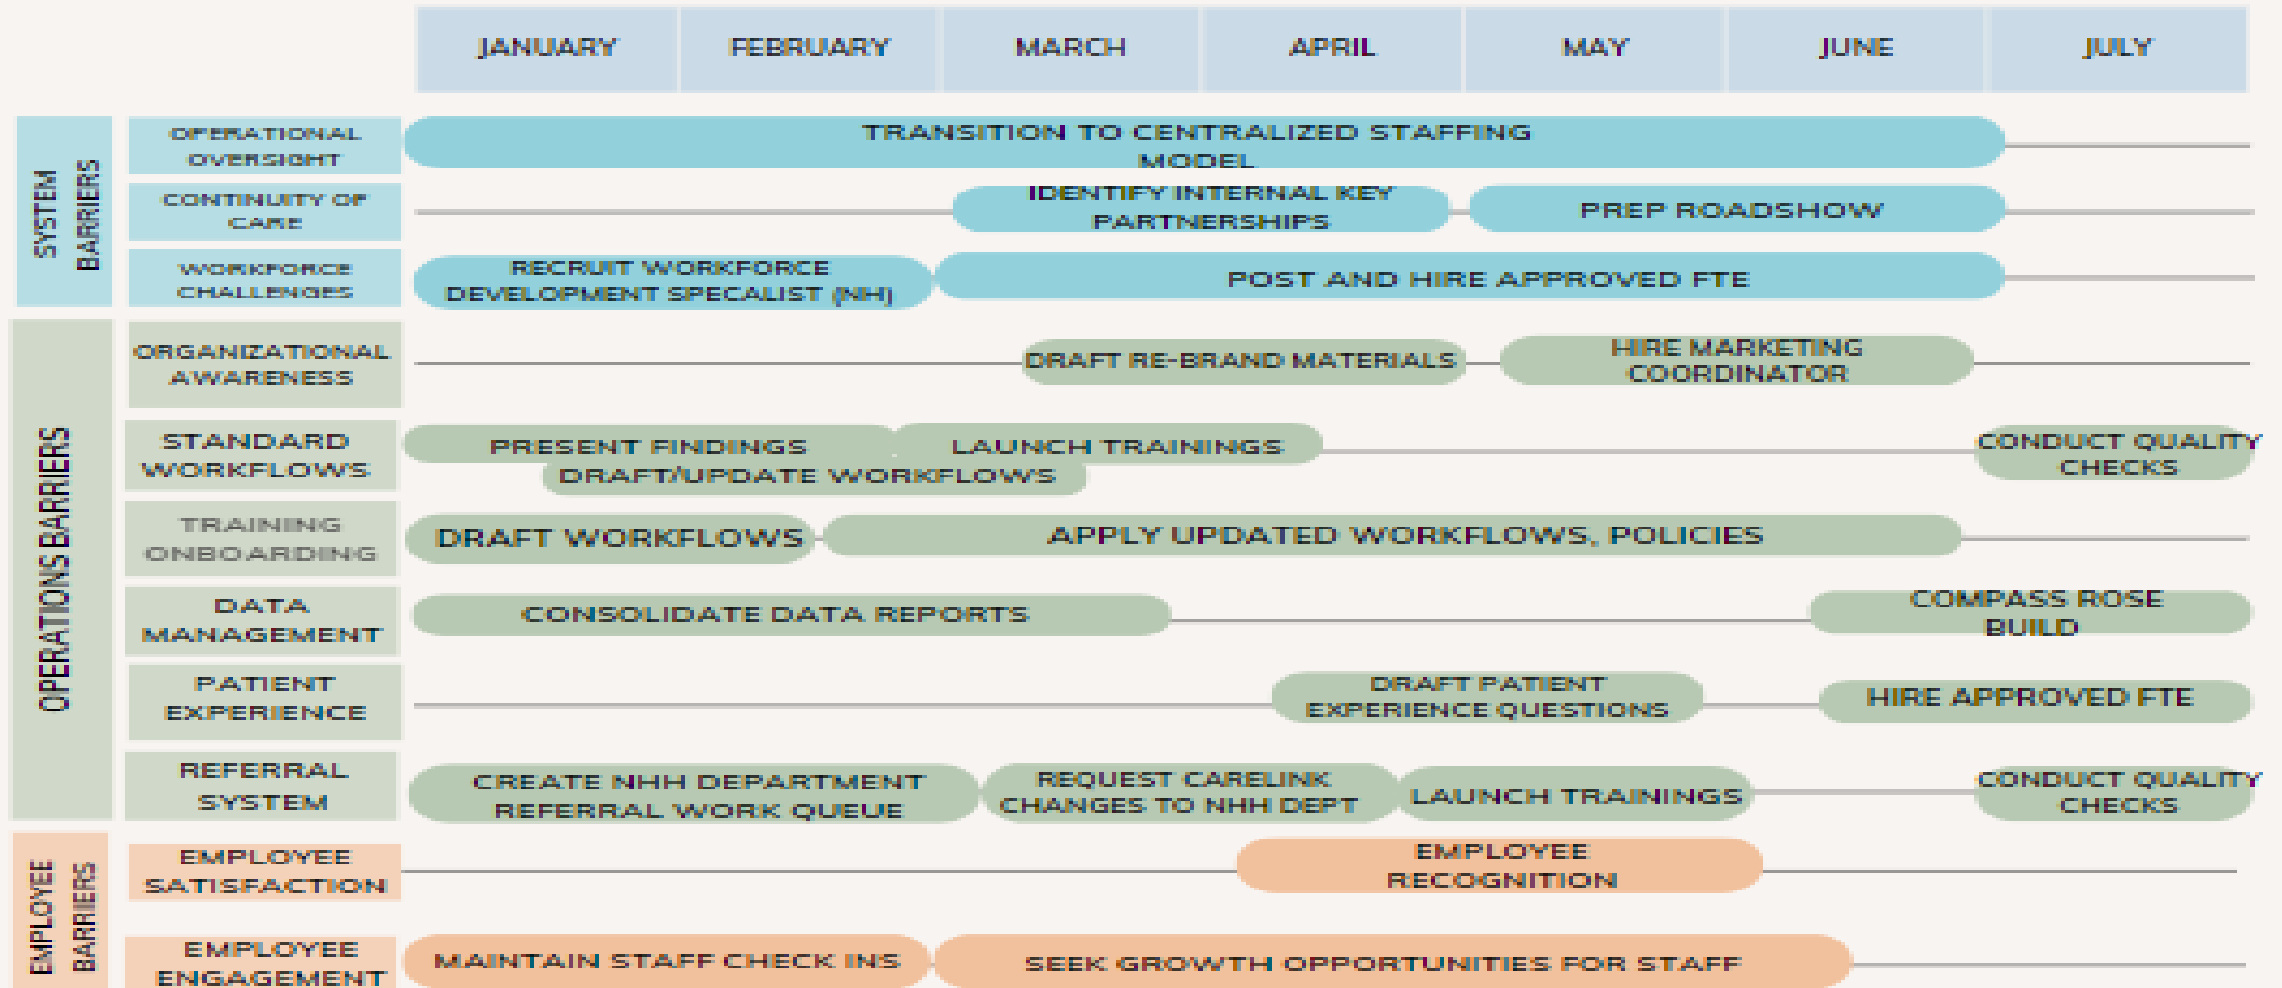 JANUARY FEBRUARY MARCH APRIL MAY JUNE JULY
SYSTEM
BARRIERS
OPERATIONAL
OVERSIGHT
TRANSITION TO CENTRALIZED STAFFING
MODEL
CONTINUITY OF
CARE
IDENTIFY INTERNAL KEY
PARTNERSHIPS
PREP ROADSHOW
WORKFORCE
CHALLENGES
RECRUIT WORKFORCE
DEVELOPMENT SPECALIST (NH)
POST AND HIRE APPROVED FTE
OPERATIONS BARRIERS
ORGANIZATIONAL
AWARENESS
DRAFT RE-BRAND MATERIALS
HIRE MARKETING
COORDINATOR
STANDARD
WORKFLOWS
PRESENT FINDINGS
LAUNCH TRAININGS
DRAFT/UPDATE WORKFLOWS
CONDUCT QUALITY
CHECKS
TRAINING
ONBOARDING
DRAFT WORKFLOWS
APPLY UPDATED WORKFLOWS, POLICIES
DATA
MANAGEMENT
CONSOLIDATE DATA REPORTS
COMPASS ROSE
BUILD
PATIENT
EXPERIENCE
DRAFT PATIENT
EXPERIENCE QUESTIONS
HIRE APPROVED FTE
REFERRAL
SYSTEM
CREATE NHH DEPARTMENT
REFERRAL WORK QUEUE
REQUEST CARELINK
CHANGES TO NHH DEPT
LAUNCH TRAININGS
CONDUCT QUALITY
CHECKS
EMPLOYEE
BARRIERS
EMPLOYEE
SATISFACTION
EMPLOYEE
RECOGNITION
EMPLOYEE
ENGAGEMENT
MAINTAIN STAFF CHECK INS
SEEK GROWTH OPPORTUNITIES FOR STAFF